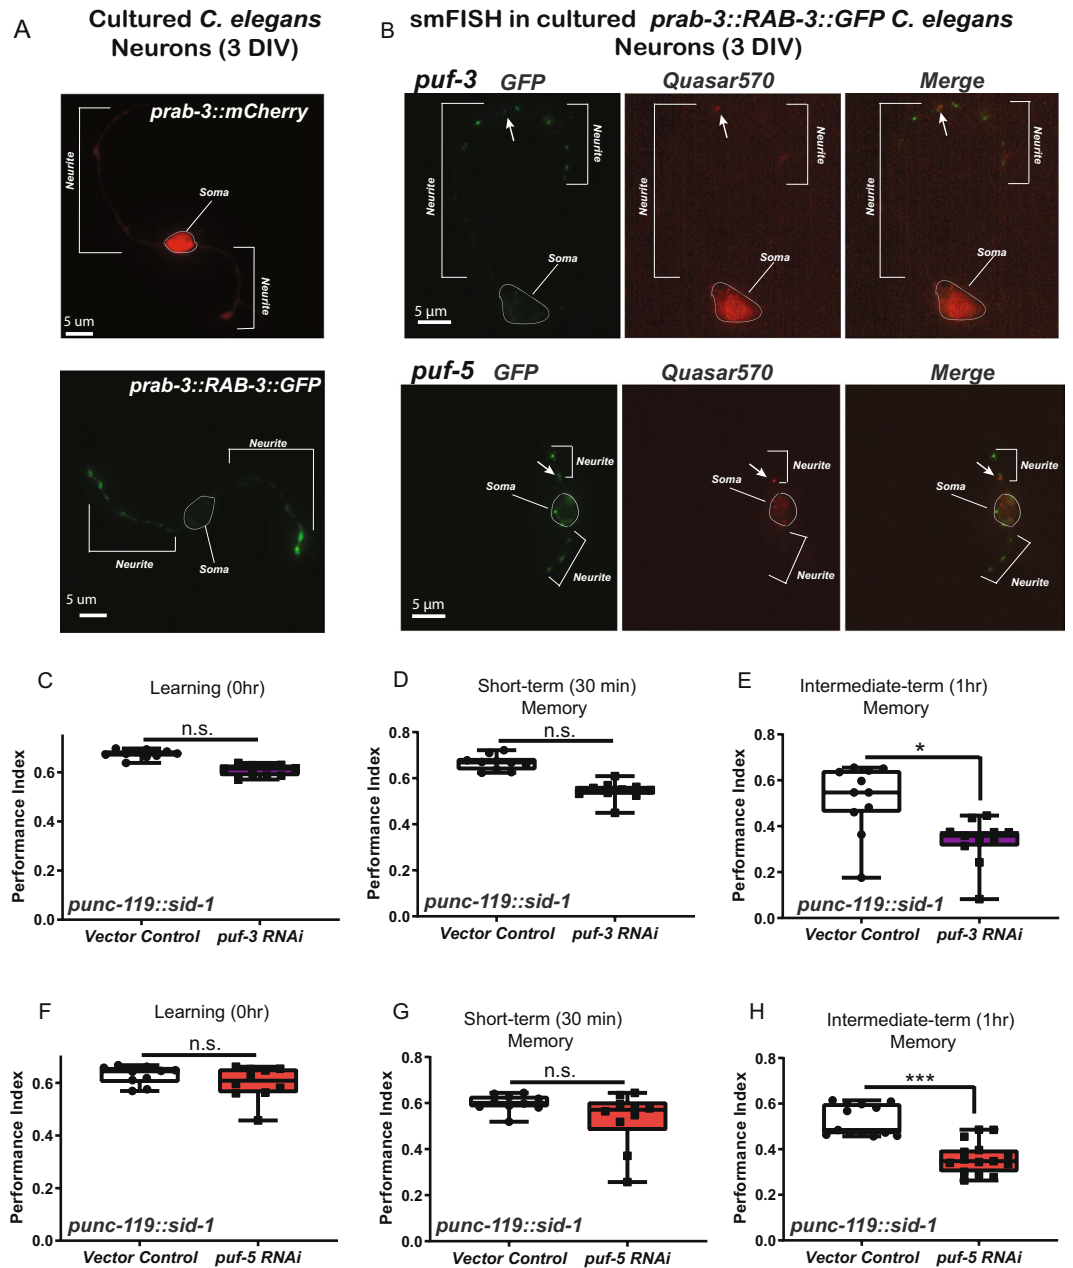 A
Cultured C. elegans
Neurons (3 DIV)
prab-3::mCherry
Neurite
Soma
Neurite
5 um
prab-3::RAB-3::GFP
Neurite
Neurite
Soma
5 um
B
smFISH in cultured prab-3::RAB-3::GFP C. elegans
Neurons (3 DIV)
puf-3 GFP Quasar570 Merge
Neurite
Neurite
Soma
5 µm
Neurite
Neurite
Soma
Neurite
Neurite
Soma
puf-5 GFP Quasar570 Merge
Neurite
Soma
Neurite
5 µm
Neurite
Soma
Neurite
Neurite
Soma
Neurite
C
Learning (0hr)
n.s.
Performance Index
0.6
0.4
0.2
0.0
punc-119::sid-1
Vector Control puf-3 RNAi
D
Short-term (30 min)
Memory
n.s.
Performance Index
0.8
0.6
0.4
0.2
0.0
punc-119::sid-1
Vector Control puf-3 RNAi
E
Intermediate-term (1hr)
Memory
*
Performance Index
0.8
0.6
0.4
0.2
0.0
punc-119::sid-1
Vector Control puf-3 RNAi
F
Learning (0hr)
n.s.
Performance Index
0.6
0.4
0.2
0.0
punc-119::sid-1
Vector Control puf-5 RNAi
G
Short-term (30 min)
Memory
n.s.
Performance Index
0.8
0.6
0.4
0.2
0.0
punc-119::sid-1
Vector Control puf-5 RNAi
H
Intermediate-term (1hr)
Memory
***
Performance Index
0.8
0.6
0.4
0.2
0.0
punc-119::sid-1
Vector Control puf-5 RNAi